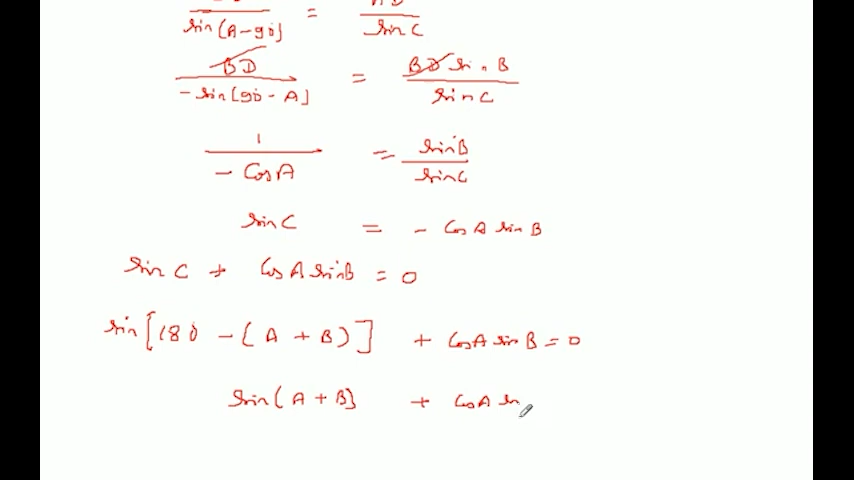 sin(A-90) = sin C
BD / -sin(90-A) = BD sin B / sin C
1 / -cos A = sin B / sin C
sin C = - cos A sin B
sin C + cos A sin B = 0
sin[180 -(A+B)] + cos A sin B = 0
sin(A+B) + cos A sin